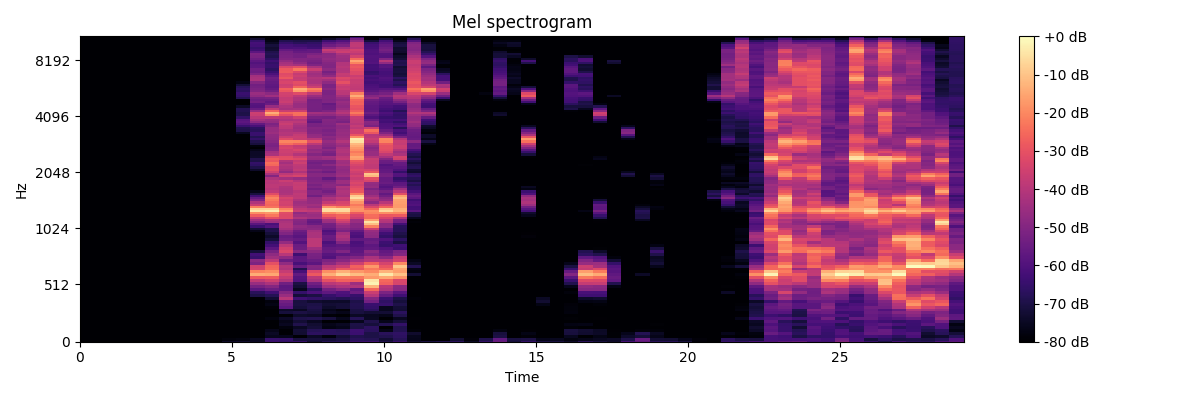 Mel spectrogram
8192
4096
2048
1024
512
0
Hz
0 5 10 15 20 25
Time
+0 dB
-10 dB
-20 dB
-30 dB
-40 dB
-50 dB
-60 dB
-70 dB
-80 dB